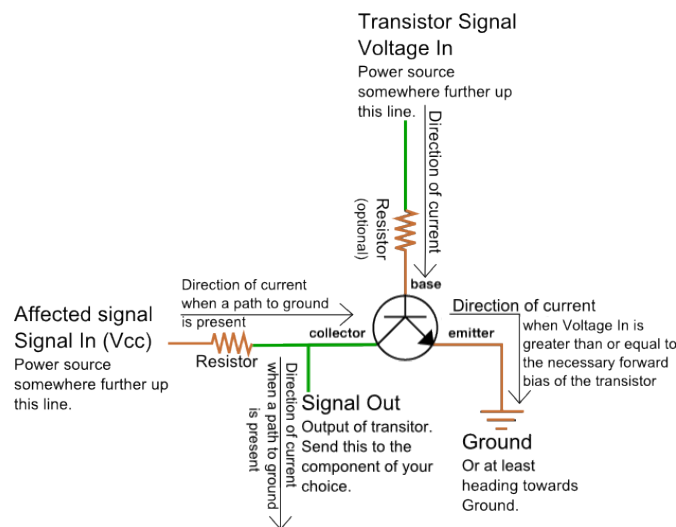 Transistor Signal
Voltage In
Power source
somewhere further up
this line.
Direction of current
Resistor
(optional)
base
Direction of current
when a path to ground
is present
Affected signal
Signal In (Vcc)
Power source
somewhere further up
this line.
Resistor
collector
emitter
Direction of current
when Voltage In is
greater than or equal to
the necessary forward
bias of the transistor
Direction of current
when a path to ground
is present
Signal Out
Output of transitor.
Send this to the
component of your
choice.
Ground
Or at least
heading towards
Ground.